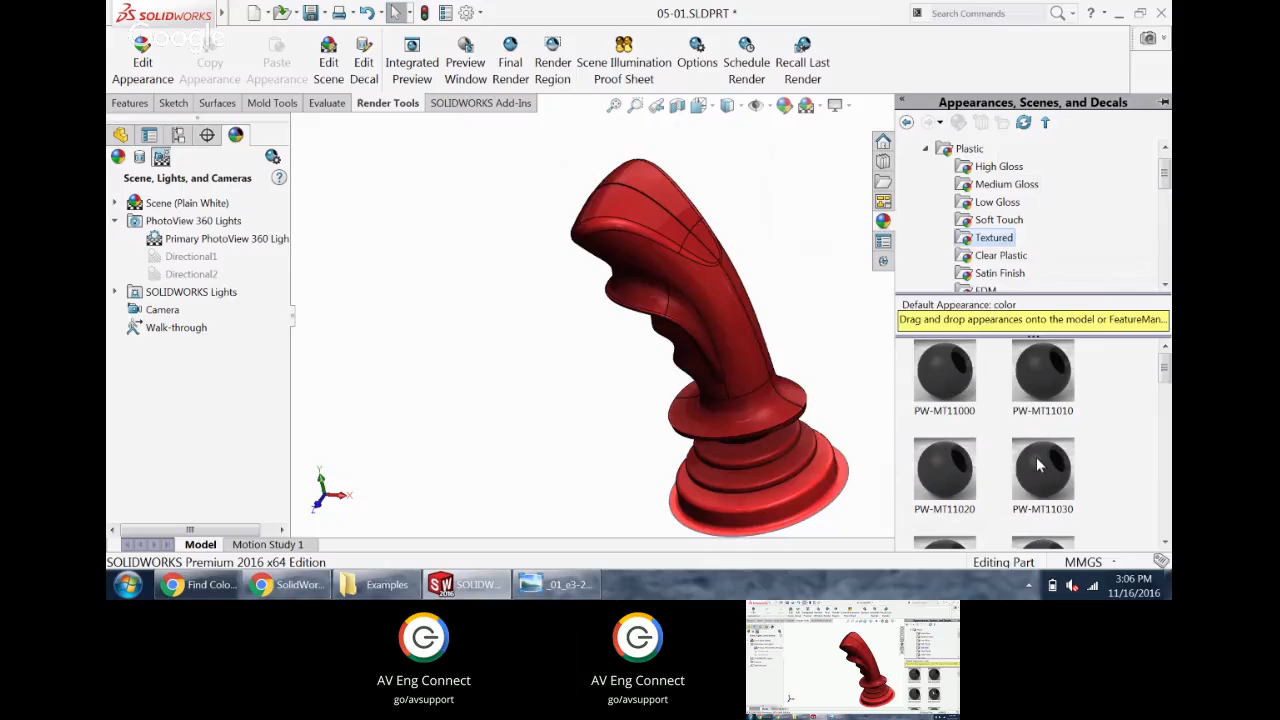 SOLIDWORKS
05-01.SLDPRT *
Search Commands
Google
Edit Appearance
Copy Appearance
Paste Appearance
Edit Scene
Edit Decal
Integrated Preview
Preview Window
Final Render
Render Region
Scene Illumination Proof Sheet
Options
Schedule Render
Recall Last Render
Features
Sketch
Surfaces
Mold Tools
Evaluate
Render Tools
SOLIDWORKS Add-Ins
Scene, Lights, and Cameras
Scene (Plain White)
PhotoView 360 Lights
Primary PhotoView 360 Ligh
Directional1
Directional2
SOLIDWORKS Lights
Camera
Walk-through
Y
X
Z
Appearances, Scenes, and Decals
Plastic
High Gloss
Medium Gloss
Low Gloss
Soft Touch
Textured
Clear Plastic
Satin Finish
EDM
Default Appearance: color
Drag and drop appearances onto the model or FeatureMan...
PW-MT11000
PW-MT11010
PW-MT11020
PW-MT11030
Model
Motion Study 1
SOLIDWORKS Premium 2016 x64 Edition
Editing Part
MMGS
Find Colo...
SolidWor...
Examples
SOLIDW...
_01_e3-2...
3:06 PM
11/16/2016
AV Eng Connect
go/avsupport
AV Eng Connect
go/avsupport